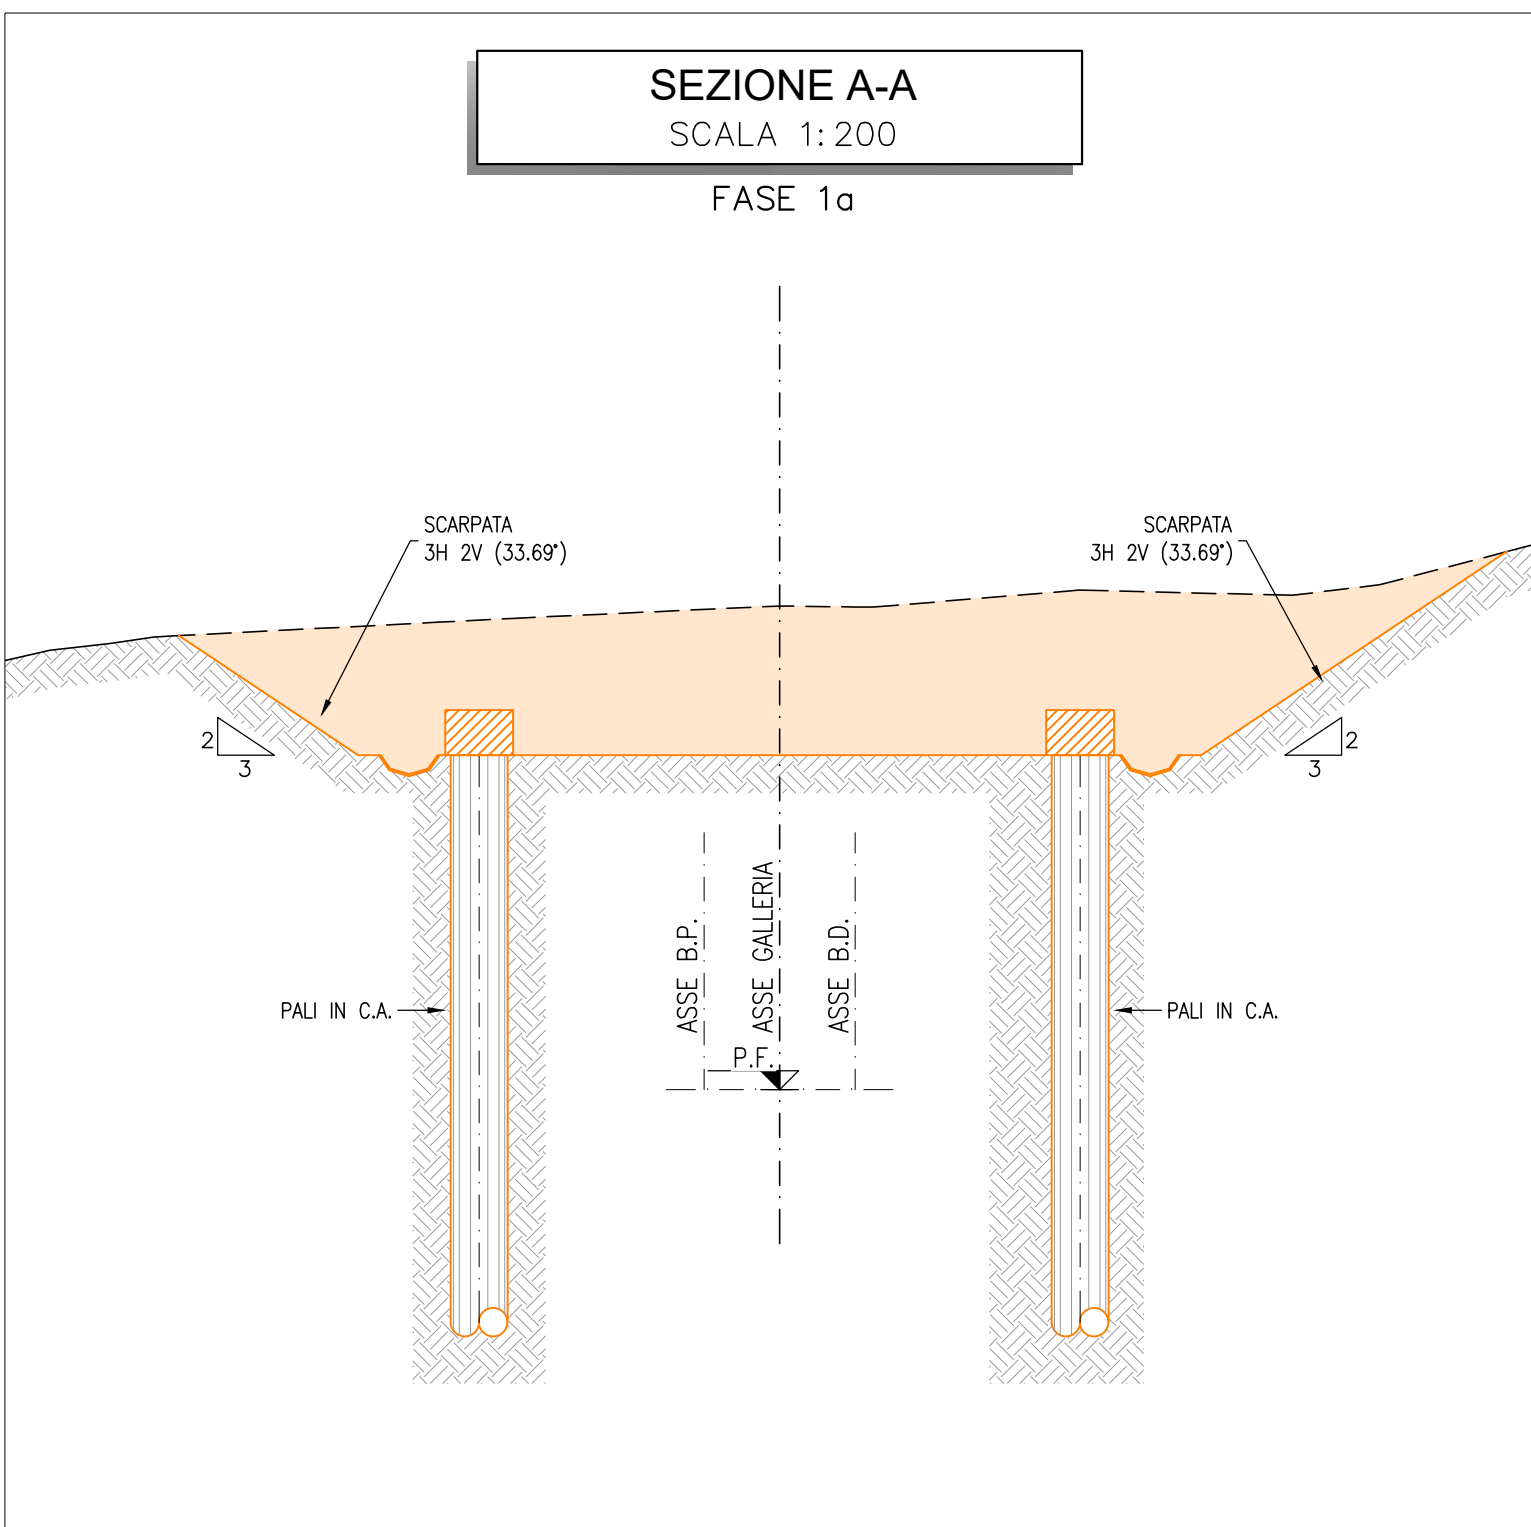 SEZIONE A-A
SCALA 1:200
FASE 1a
SCARPATA
3H 2V (33.69°)
SCARPATA
3H 2V (33.69°)
2
3
2
3
ASSE B.P.
ASSE GALLERIA
ASSE B.D.
PALI IN C.A.
PALI IN C.A.
P.F.